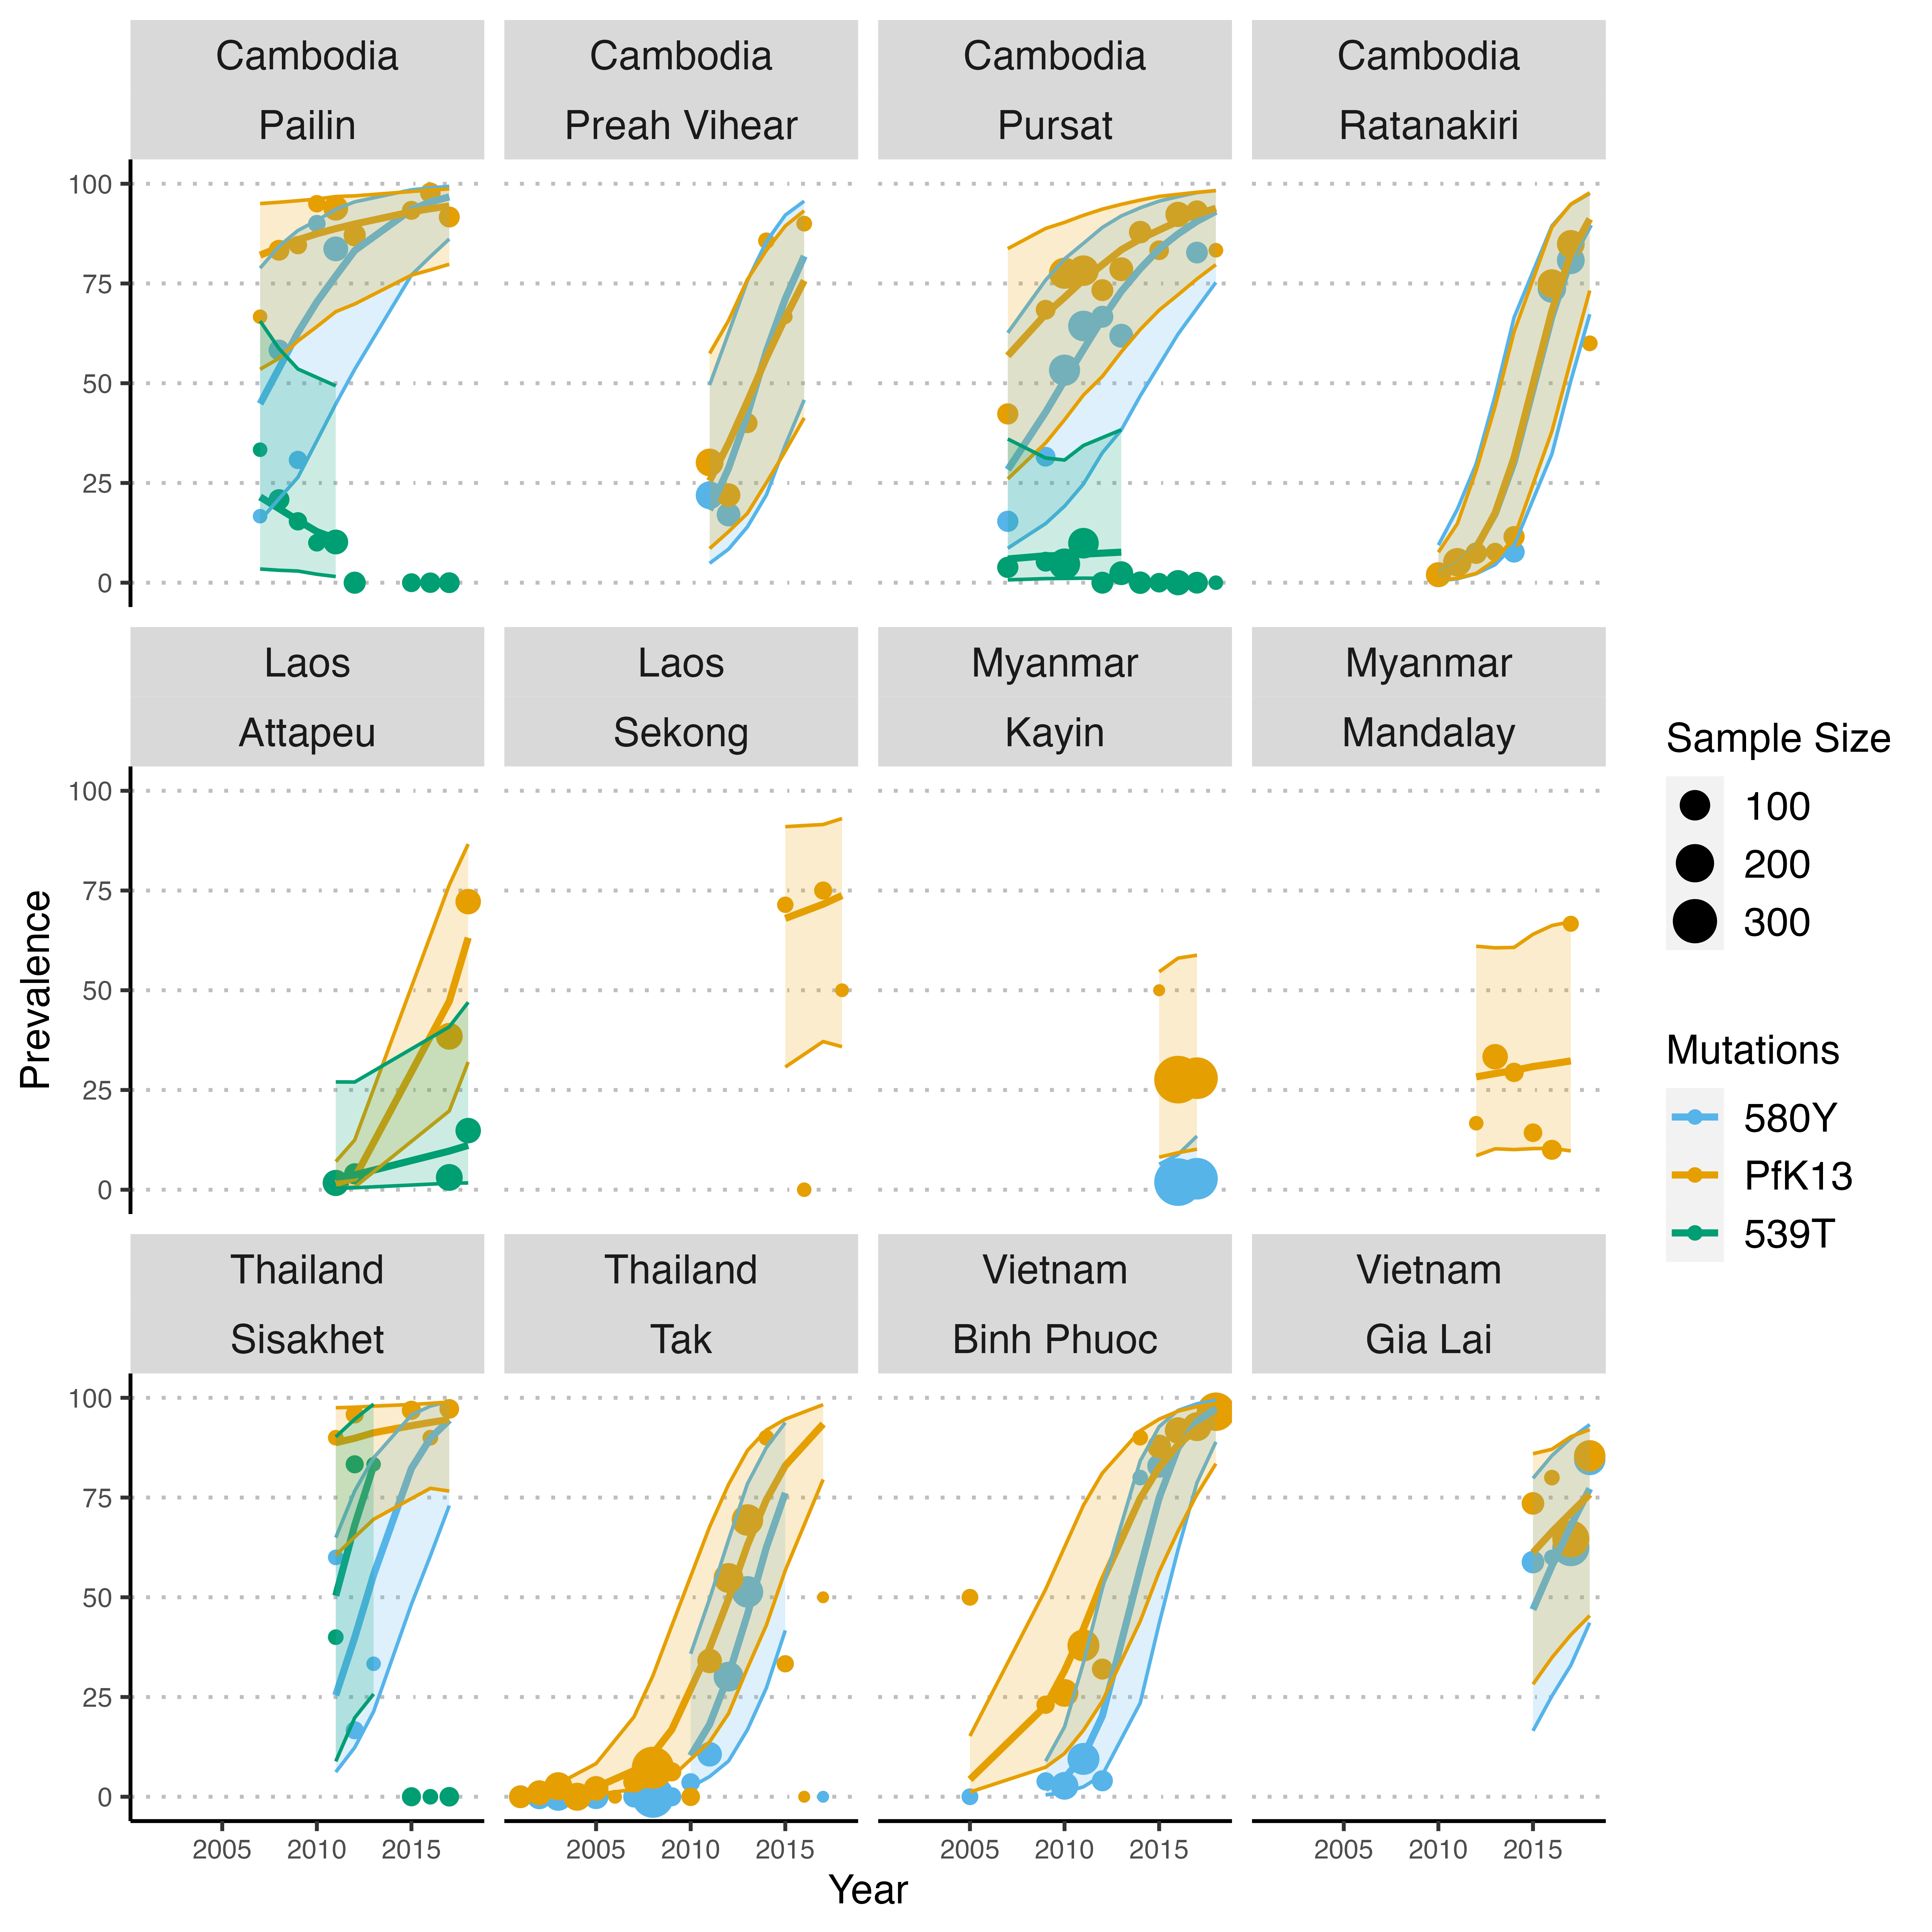 Cambodia Cambodia Cambodia Cambodia
Pailin Preah Vihear Pursat Ratanakiri
100
75
50
25
0
Laos Laos Myanmar Myanmar
Attapeu Sekong Kayin Mandalay
100
75
50
25
0
Prevalence
Sample Size
100
200
300
Mutations
580Y
PfK13
539T
Thailand Thailand Vietnam Vietnam
Sisakhet Tak Binh Phuoc Gia Lai
100
75
50
25
0
2005 2010 2015 2005 2010 2015 2005 2010 2015 2005 2010 2015
Year